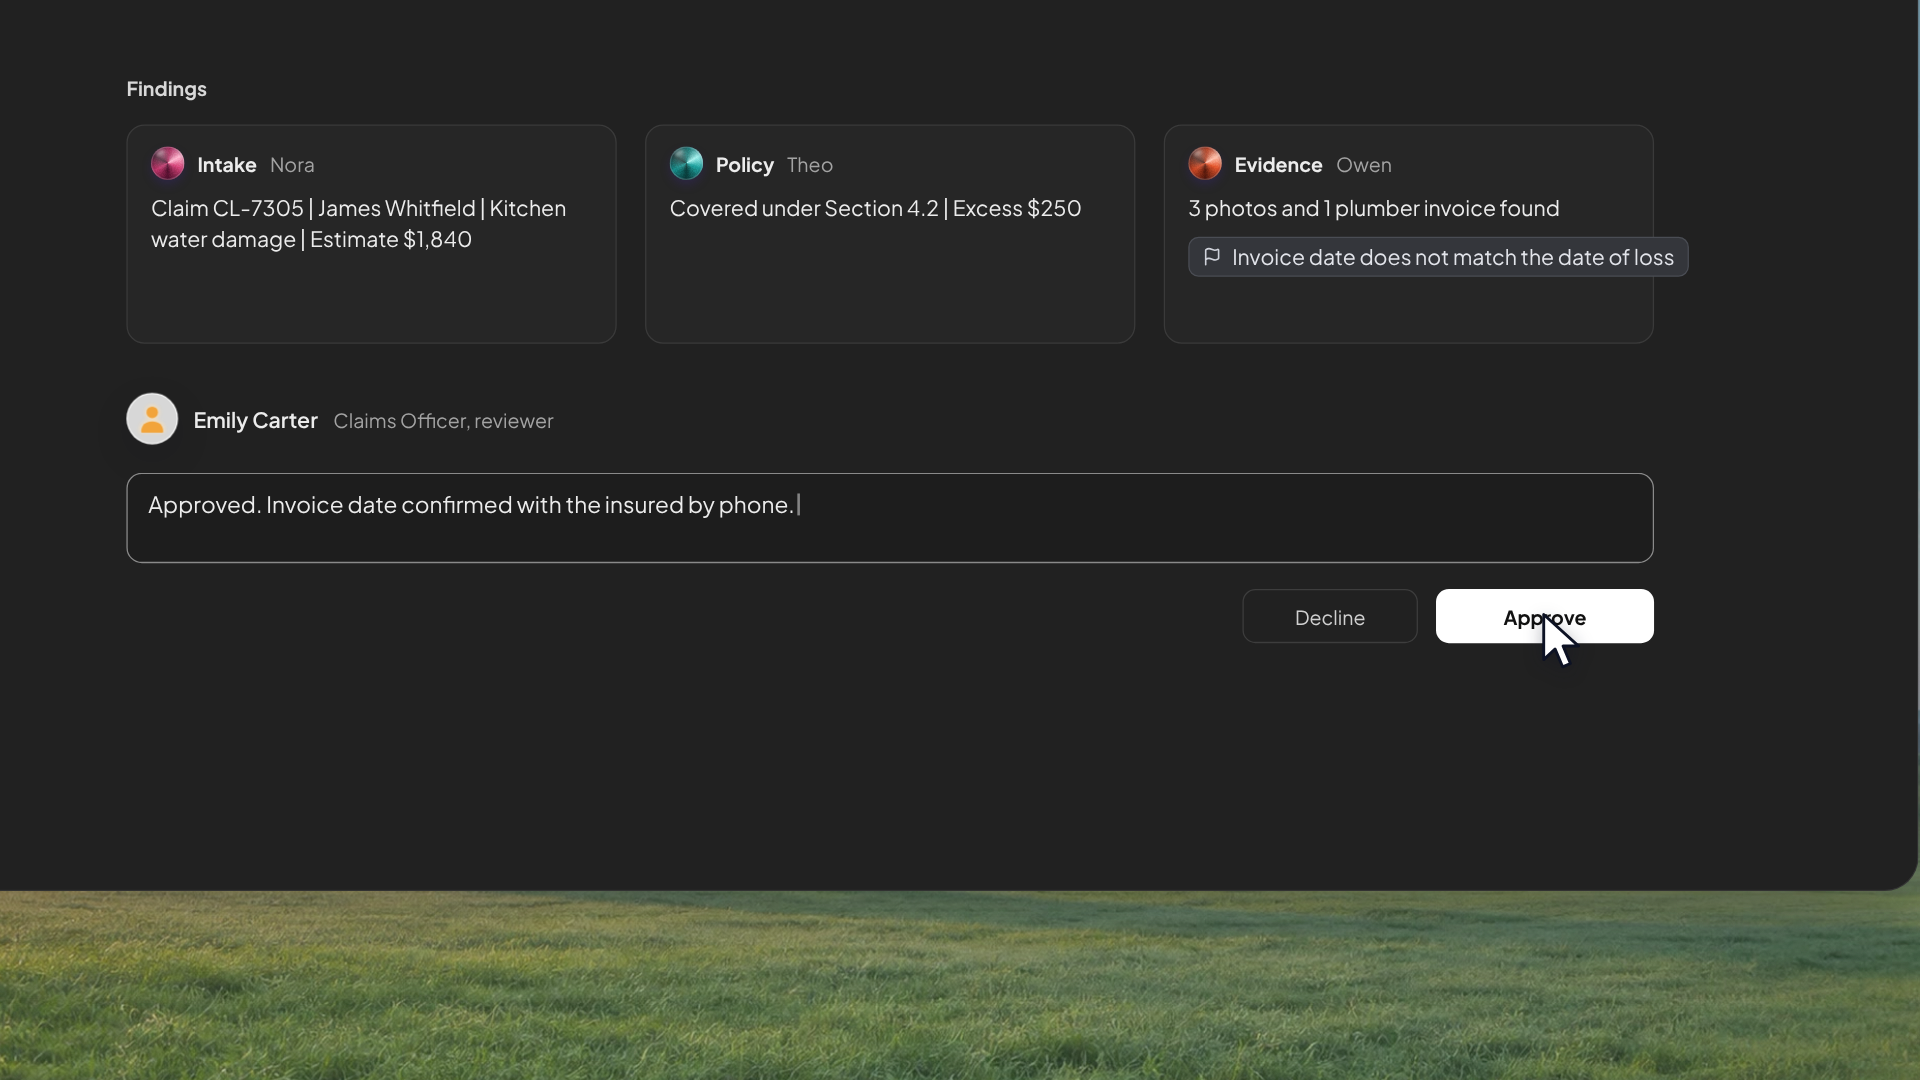 Findings
Intake Nora
Claim CL-7305 | James Whitfield | Kitchen
water damage | Estimate $1,840
Policy Theo
Covered under Section 4.2 | Excess $250
Evidence Owen
3 photos and 1 plumber invoice found
Invoice date does not match the date of loss
Emily Carter Claims Officer, reviewer
Approved. Invoice date confirmed with the insured by phone.
Decline
Approve